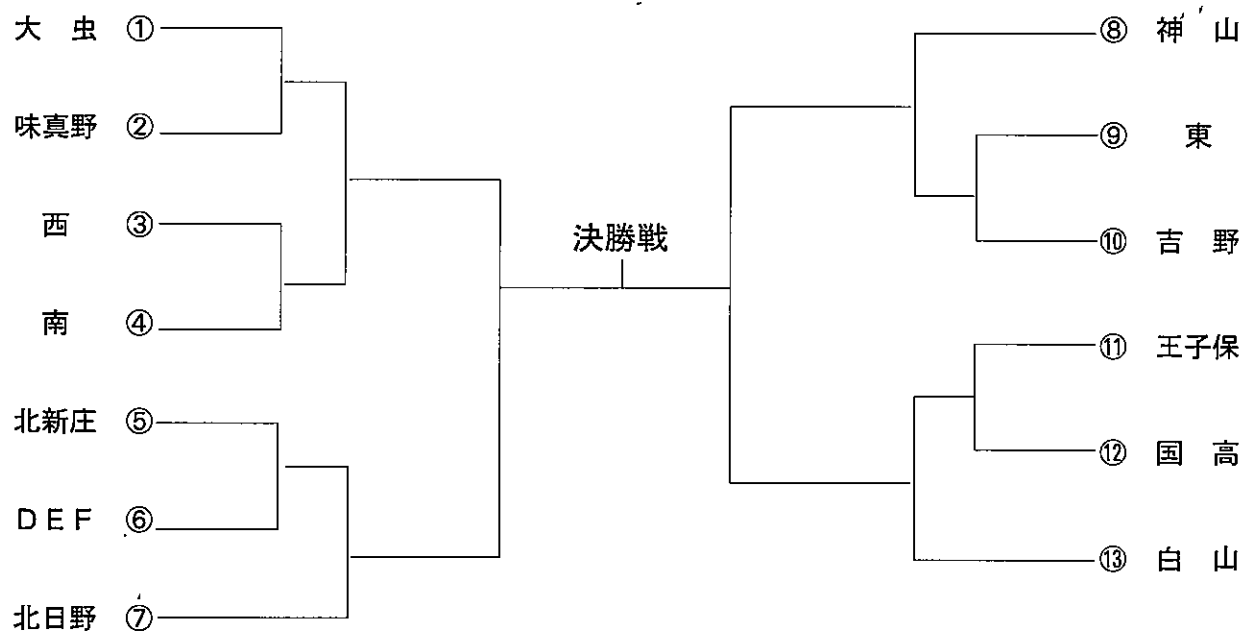 大 虫 ①
味真野 ②
西 ③
南 ④
北新庄 ⑤
DEF ⑥
北日野 ⑦
決勝戦
⑧ 神 山
⑨ 東
⑩ 吉 野
⑪ 王子保
⑫ 国 高
⑬ 白 山